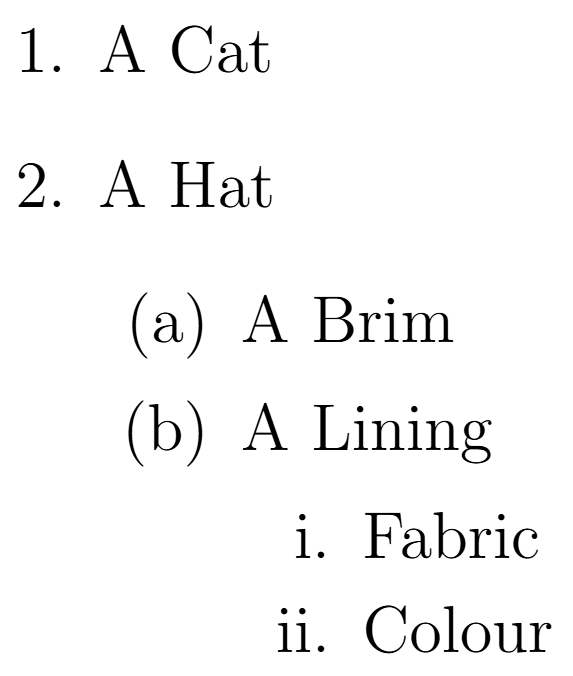 1. A Cat
2. A Hat
(a) A Brim
(b) A Lining
i. Fabric
ii. Colour